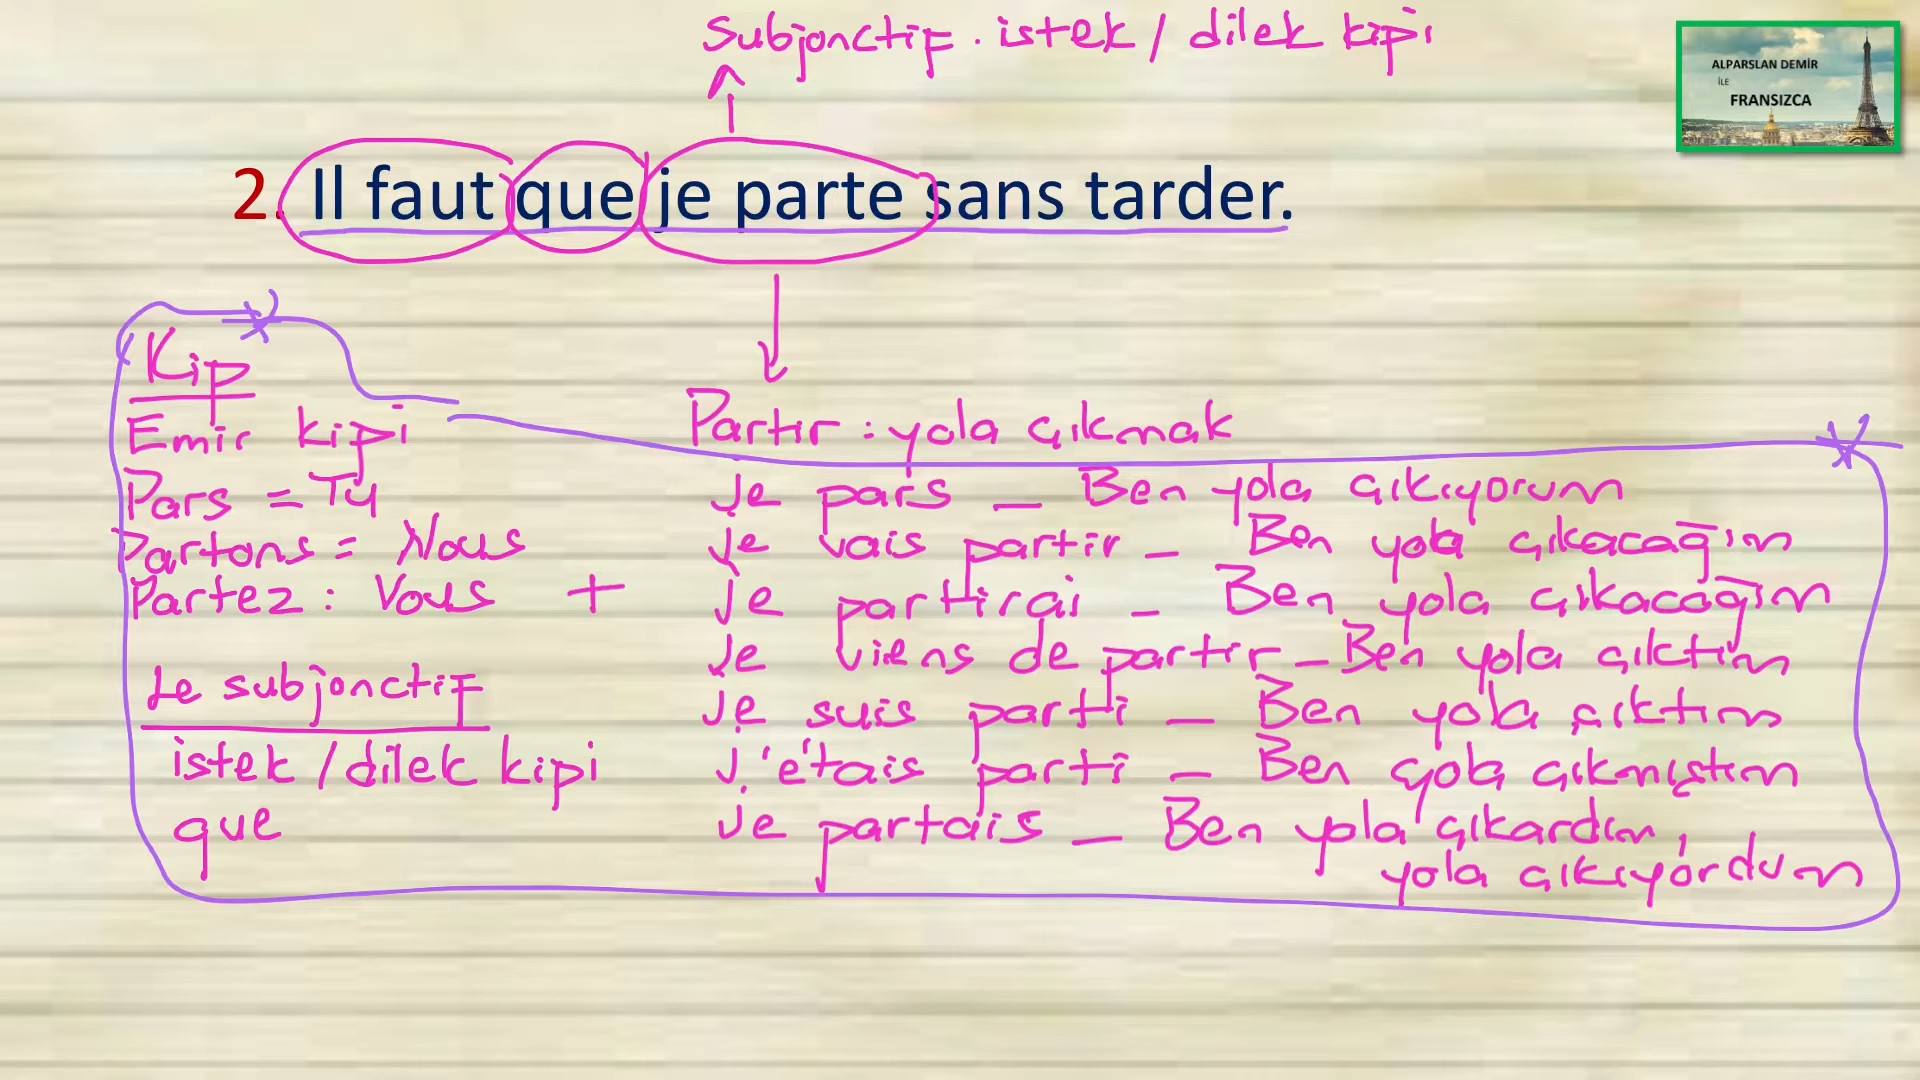 Subjonctif. istek / dilek kipi
ALPARSLAN DEMİR
İLE
FRANSIZCA
2. Il faut que je parte sans tarder.
Kip
Emir kipi
Pars = Tu
Partons = Nous
Partez : Vous +
Le subjonctif
istek / dilek kipi
que
Partir : yola çıkmak
Je pars _ Ben yola çıkıyorum
je vais partir _ Ben yola çıkacağım
Je partirai _ Ben yola çıkacağım
Je viens de partir _ Ben yola çıktım
Je suis parti _ Ben yola çıktım
J'étais parti _ Ben yola çıkmıştım
Je partais _ Ben yola çıkardım,
yola çıkıyordum